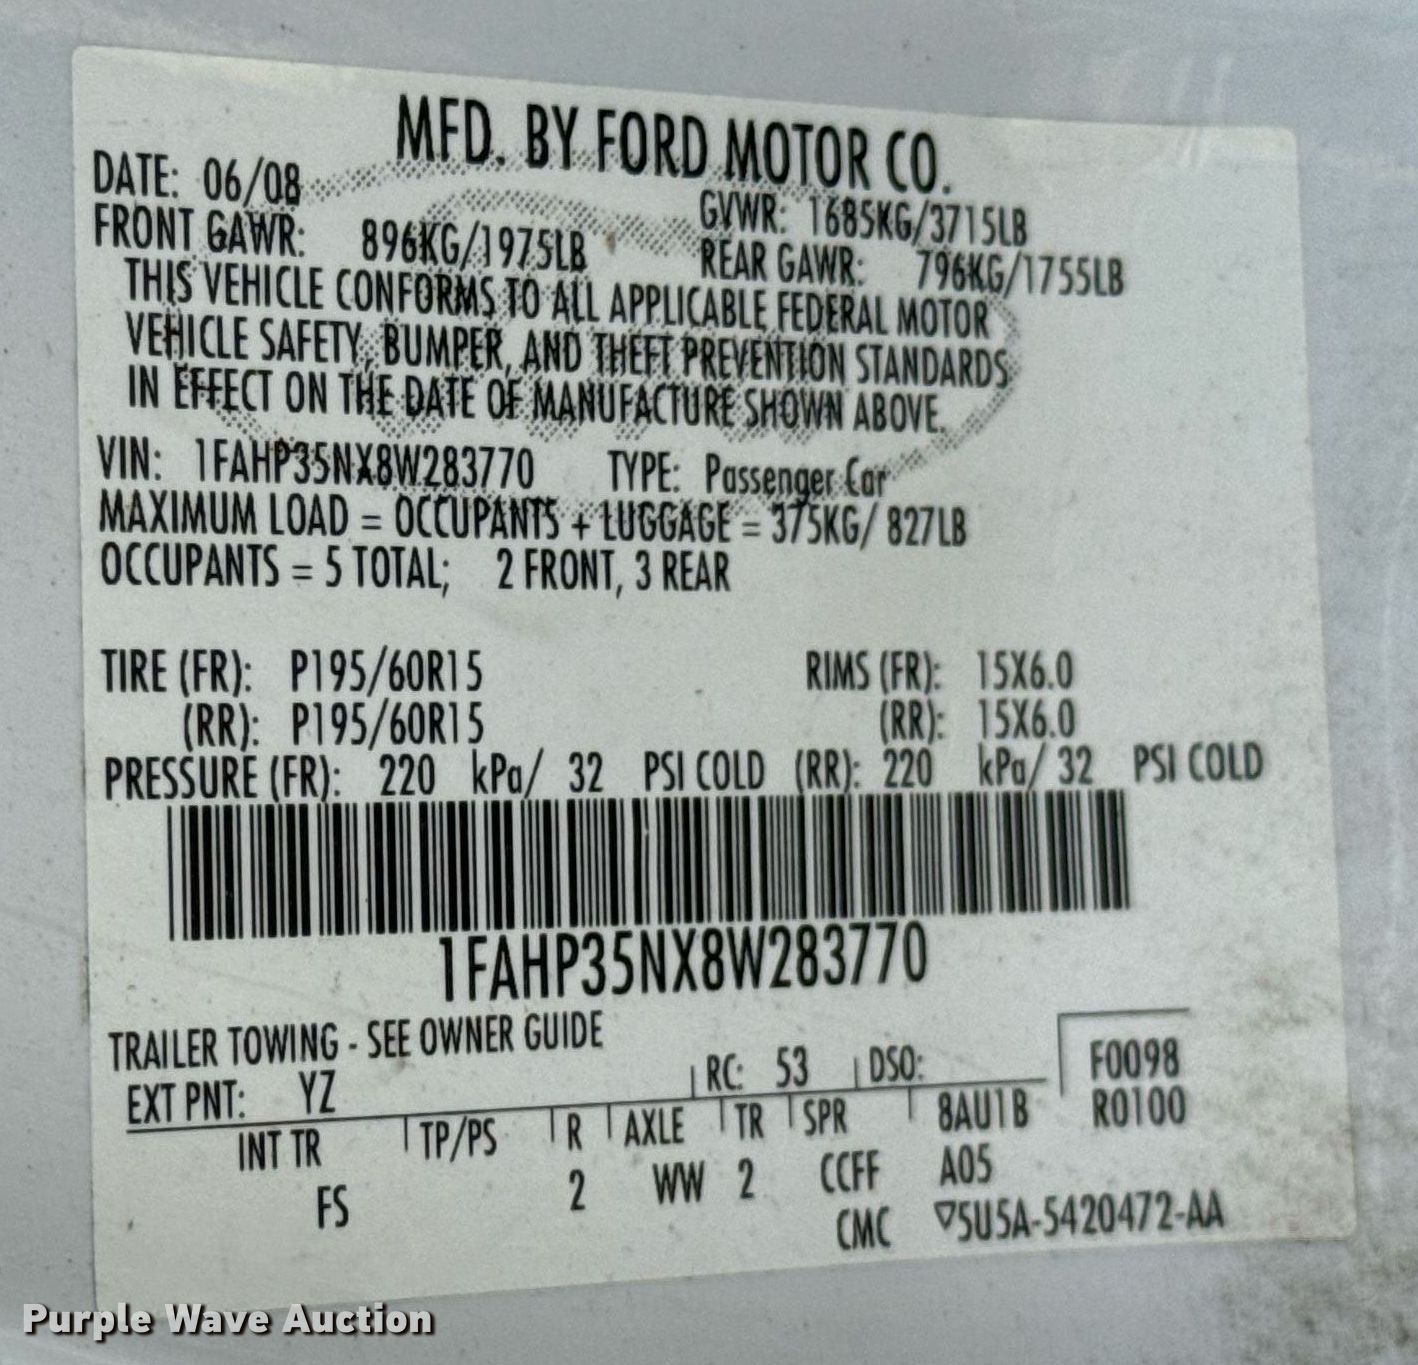 MFD. BY FORD MOTOR CO.
DATE: 06/08 GVWR: 1685KG/3715LB
FRONT GAWR: 896KG/1975LB REAR GAWR: 796KG/1755LB
THIS VEHICLE CONFORMS TO ALL APPLICABLE FEDERAL MOTOR
VEHICLE SAFETY, BUMPER, AND THEFT PREVENTION STANDARDS
IN EFFECT ON THE DATE OF MANUFACTURE SHOWN ABOVE.
VIN: 1FAHP35NX8W283770 TYPE: Passenger Car
MAXIMUM LOAD = OCCUPANTS + LUGGAGE = 375KG/ 827LB
OCCUPANTS = 5 TOTAL; 2 FRONT, 3 REAR
TIRE (FR): P195/60R15 RIMS (FR): 15X6.0
(RR): P195/60R15 (RR): 15X6.0
PRESSURE (FR): 220 kPa/ 32 PSI COLD (RR): 220 kPa/ 32 PSI COLD
1FAHP35NX8W283770
TRAILER TOWING - SEE OWNER GUIDE
EXT PNT: YZ RC: 53 DSO: F0098
INT TR TP/PS R AXLE TR SPR 8AU1B R0100
FS 2 WW 2 CCFF A05
CMC ▽5U5A-5420472-AA
Purple Wave Auction